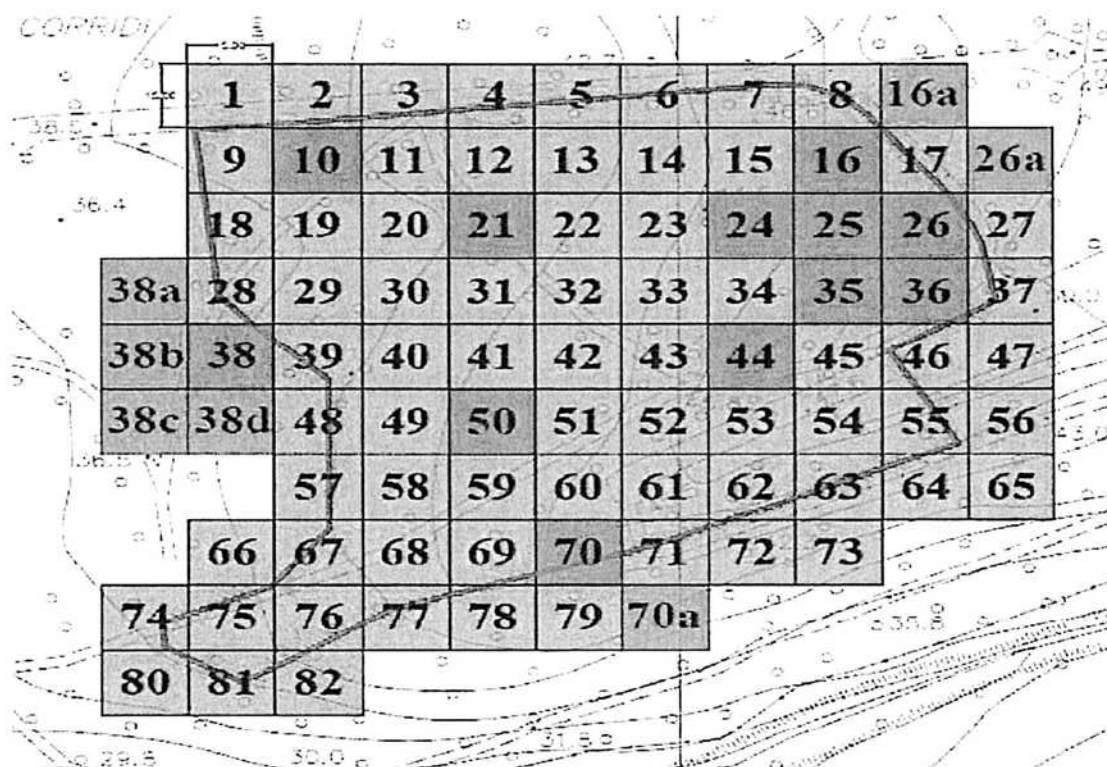 CORRIDI
1 2 3 4 5 6 7 8 16a
9 10 11 12 13 14 15 16 17 26a
36.4
18 19 20 21 22 23 24 25 26 27
38a 28 29 30 31 32 33 34 35 36 37
38b 38 39 40 41 42 43 44 45 46 47
38c 38d 48 49 50 51 52 53 54 55 56
57 58 59 60 61 62 63 64 65
66 67 68 69 70 71 72 73
74 75 76 77 78 79 70a
80 81 82
29.5 30.0